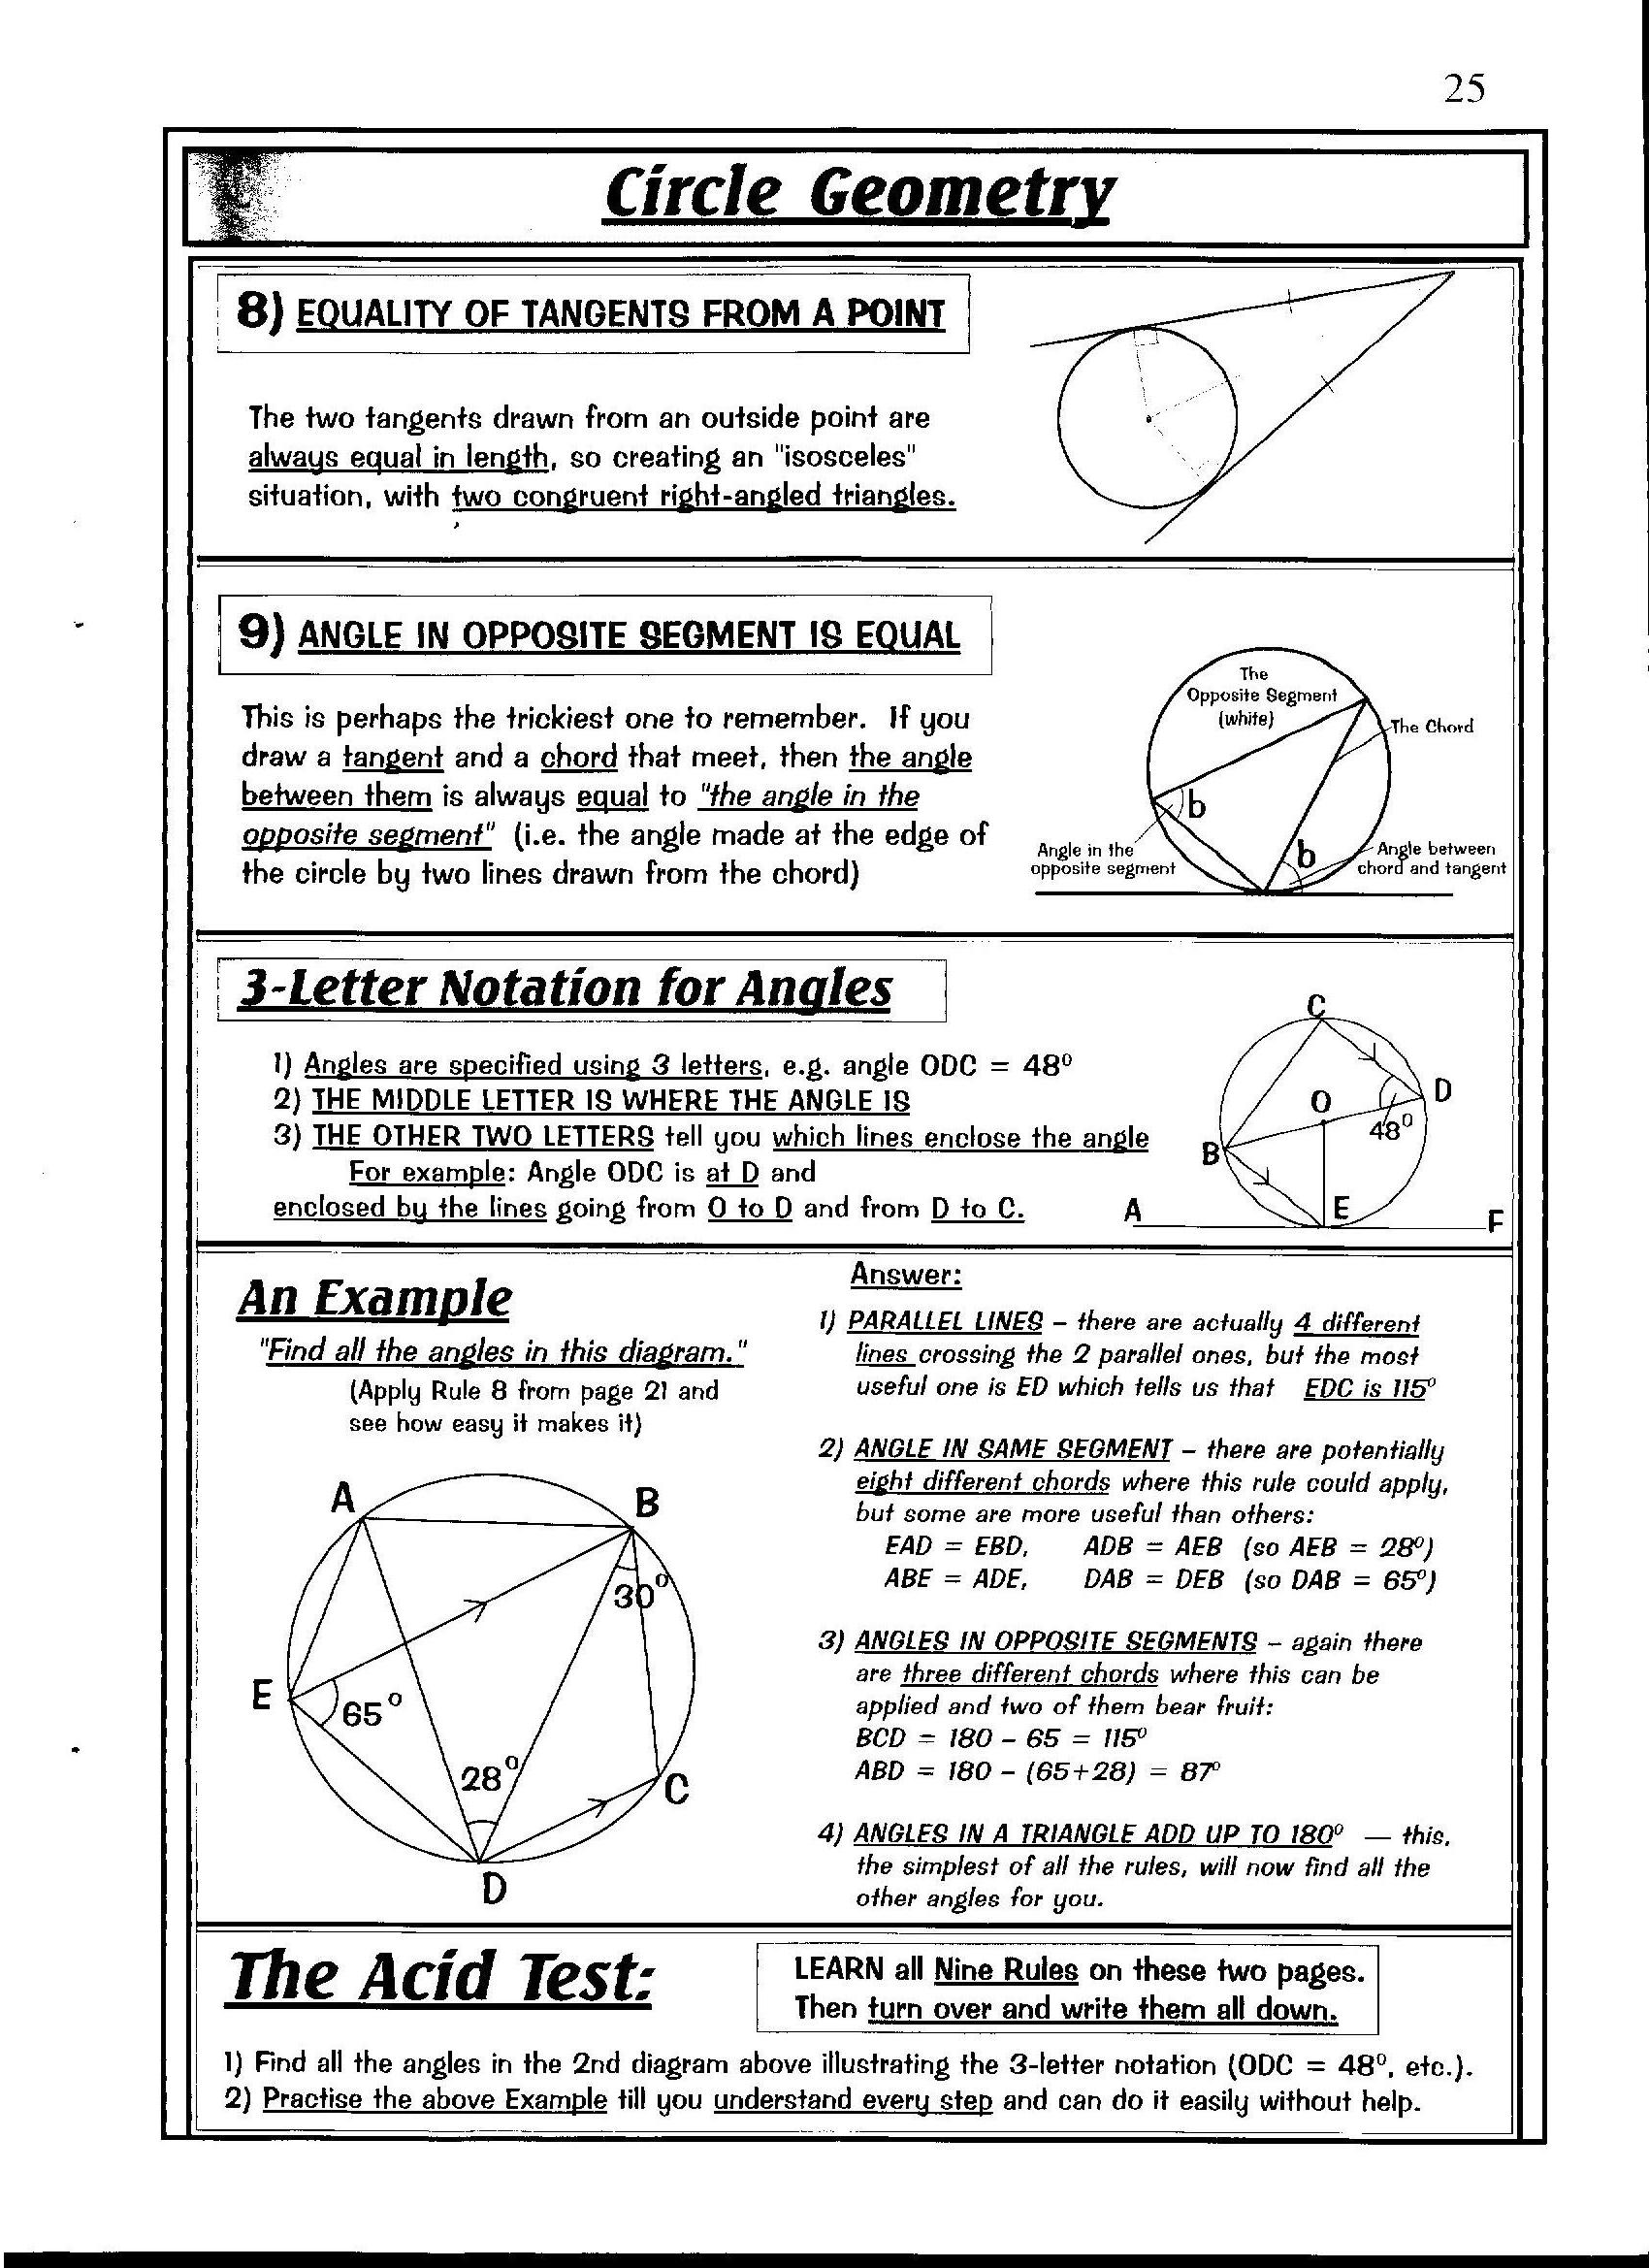 25
Circle Geometry
8) EQUALITY OF TANGENTS FROM A POINT
The two tangents drawn from an outside point are
always equal in length, so creating an "isosceles"
situation, with two congruent right-angled triangles.
9) ANGLE IN OPPOSITE SEGMENT IS EQUAL
This is perhaps the trickiest one to remember. If you
draw a tangent and a chord that meet, then the angle
between them is always equal to "the angle in the
opposite segment" (i.e. the angle made at the edge of
the circle by two lines drawn from the chord)
The
Opposite Segment
(white)
The Chord
b
b
Angle in the
opposite segment
Angle between
chord and tangent
3-Letter Notation for Angles
1) Angles are specified using 3 letters, e.g. angle ODC = 48°
2) THE MIDDLE LETTER IS WHERE THE ANGLE IS
3) THE OTHER TWO LETTERS tell you which lines enclose the angle
For example: Angle ODC is at D and
enclosed by the lines going from O to D and from D to C.
C
D
O
48°
B
A
E
F
An Example
"Find all the angles in this diagram."
(Apply Rule 8 from page 21 and
see how easy it makes it)
A
B
30°
E
65°
28°
C
D
Answer:
1) PARALLEL LINES – there are actually 4 different
lines crossing the 2 parallel ones, but the most
useful one is ED which tells us that EDC is 115°
2) ANGLE IN SAME SEGMENT – there are potentially
eight different chords where this rule could apply,
but some are more useful than others:
EAD = EBD, ADB = AEB (so AEB = 28°)
ABE = ADE, DAB = DEB (so DAB = 65°)
3) ANGLES IN OPPOSITE SEGMENTS – again there
are three different chords where this can be
applied and two of them bear fruit:
BCD = 180 – 65 = 115°
ABD = 180 – (65+28) = 87°
4) ANGLES IN A TRIANGLE ADD UP TO 180° — this,
the simplest of all the rules, will now find all the
other angles for you.
The Acid Test:
LEARN all Nine Rules on these two pages.
Then turn over and write them all down.
1) Find all the angles in the 2nd diagram above illustrating the 3-letter notation (ODC = 48°, etc.).
2) Practise the above Example till you understand every step and can do it easily without help.